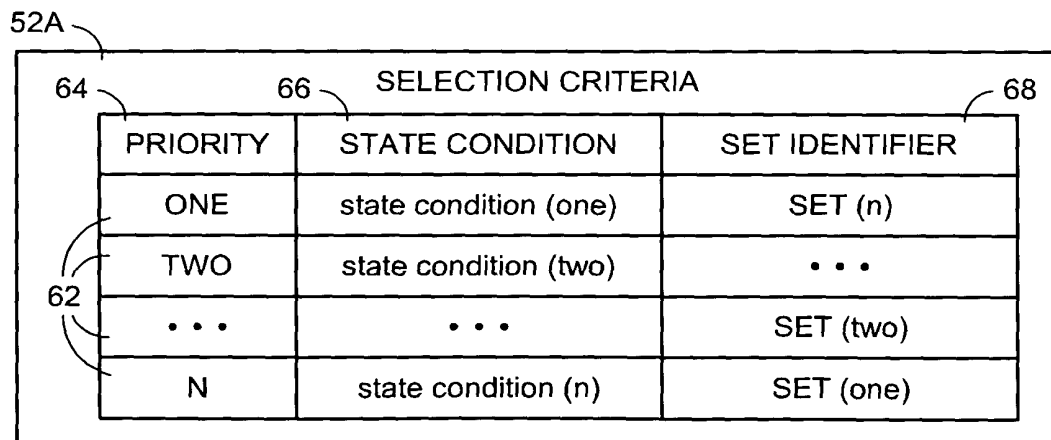 52A
SELECTION CRITERIA
64 66 68
PRIORITY STATE CONDITION SET IDENTIFIER
ONE state condition (one) SET (n)
TWO state condition (two) • • •
62
• • • • • • SET (two)
N state condition (n) SET (one)